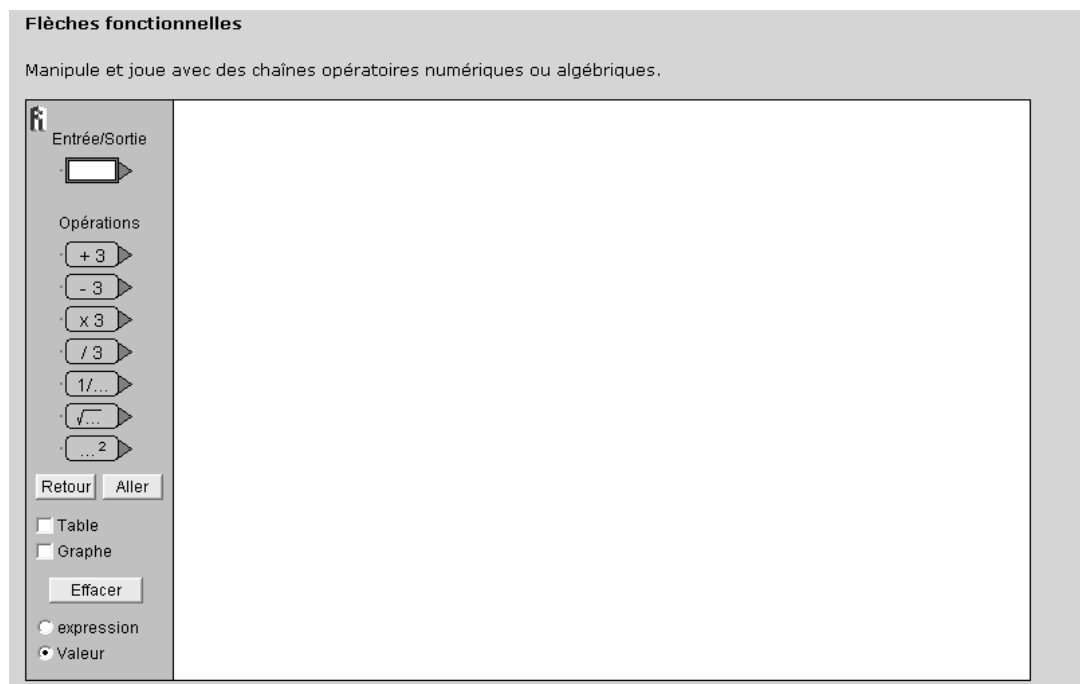 Flèches fonctionnelles
Manipule et joue avec des chaînes opératoires numériques ou algébriques.
Entrée/Sortie
Opérations
+ 3
- 3
x 3
/ 3
1/...
√...
...²
Retour Aller
Table
Graphe
Effacer
expression
Valeur